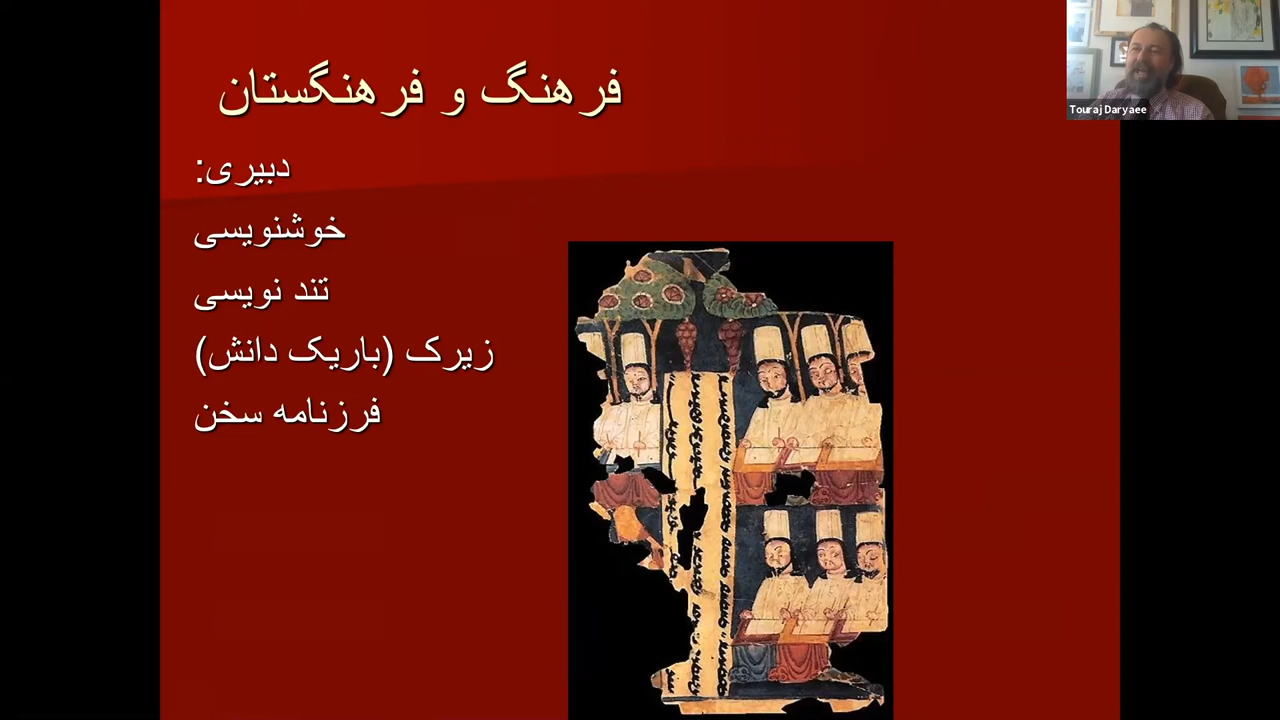 فرهنگ و فرهنگستان
دبیری:
خوشنویسی
تند نویسی
زیرک (باریک دانش)
فرزنامه سخن
Touraj Daryaee